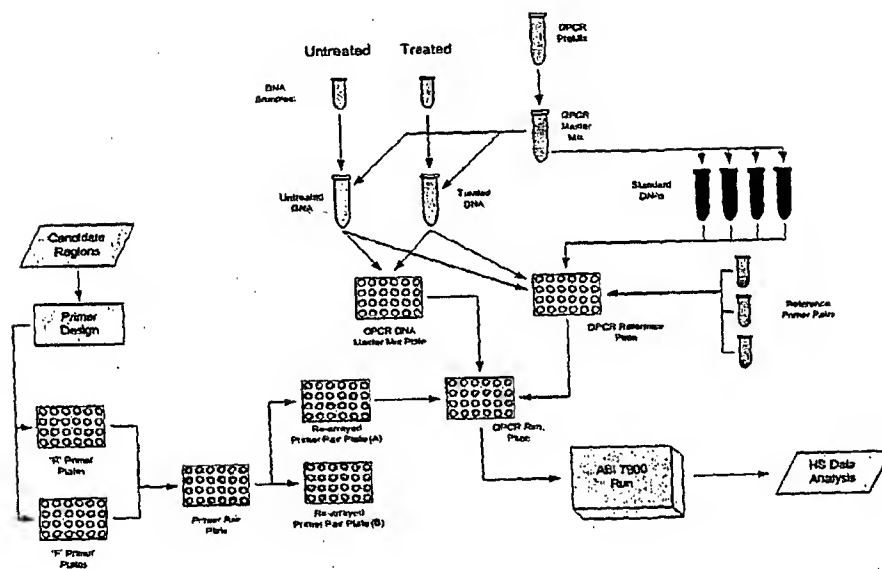 Untreated
Treated
QPCR
PreMix
DNA
Samples
QPCR
Master
Mix
Untreated
DNA
Treated
DNA
Standard
DNAs
Candidate
Regions
Primer
Design
QPCR DNA
Master Mix Plate
QPCR Reference
Plate
Reference
Primer Pairs
"R" Primer
Plates
Re-arrayed
Primer Pair Plate (A)
QPCR Run
Plate
ABI 7900
Run
HS Data
Analysis
"F" Primer
Plates
Primer Pair
Plate
Re-arrayed
Primer Pair Plate (B)